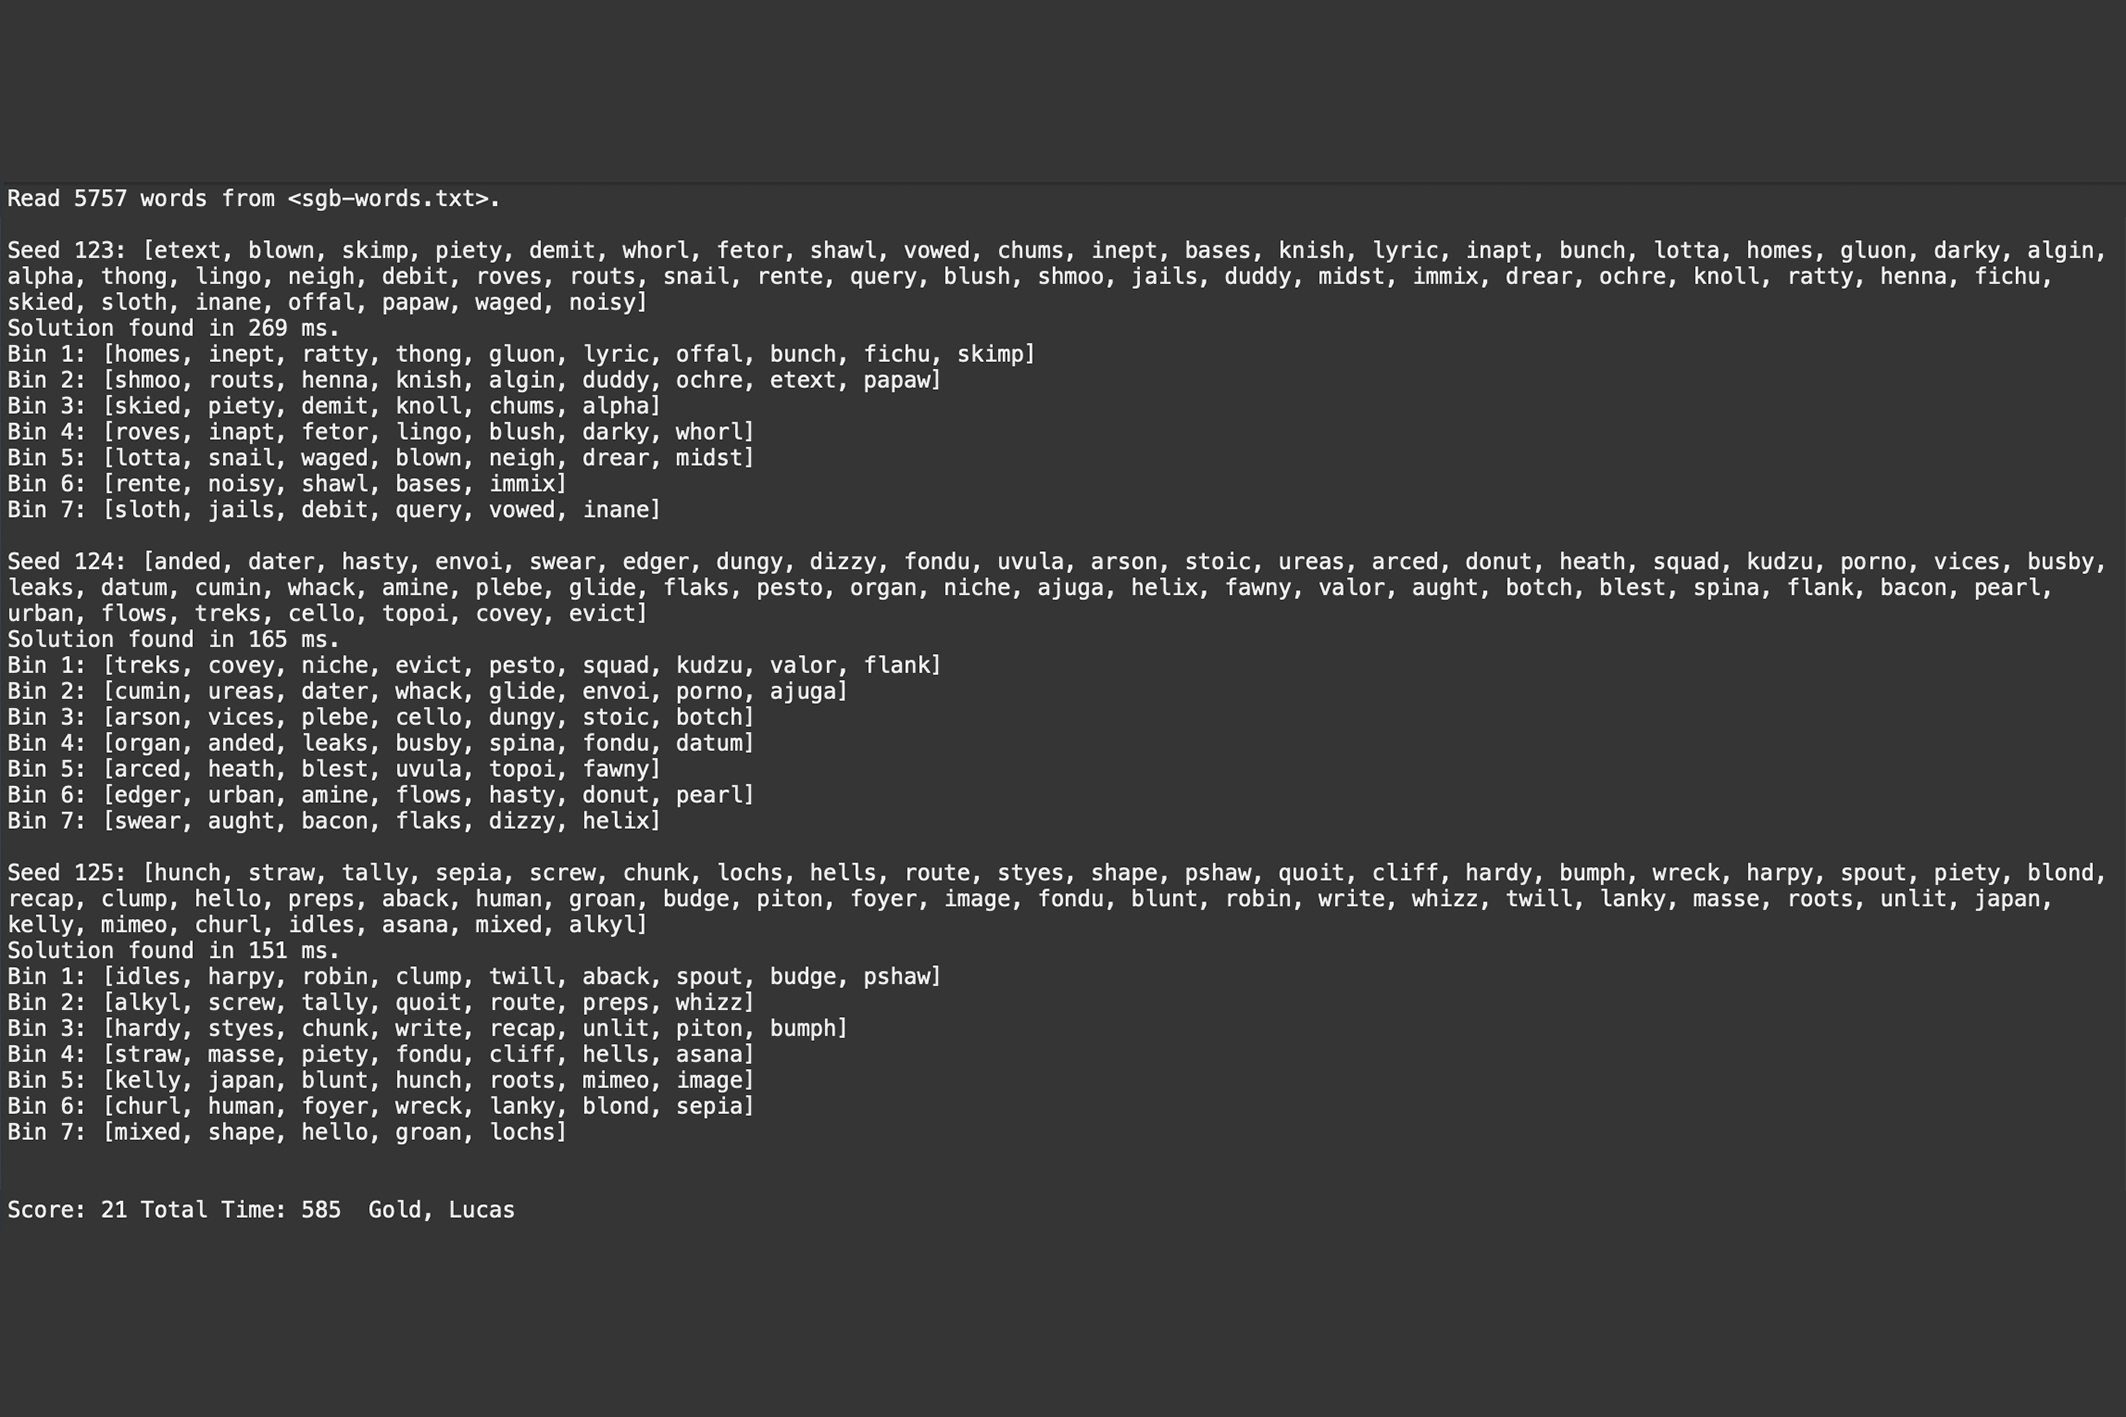 Read 5757 words from <sgb-words.txt>.
Seed 123: [etext, blown, skimp, piety, demit, whorl, fetor, shawl, vowed, chums, inept, bases, knish, lyric, inapt, bunch, lotta, homes, gluon, darky, algin,
alpha, thong, lingo, neigh, debit, roves, routs, snail, rente, query, blush, shmoo, jails, duddy, midst, immix, drear, ochre, knoll, ratty, henna, fichu,
skied, sloth, inane, offal, papaw, waged, noisy]
Solution found in 269 ms.
Bin 1: [homes, inept, ratty, thong, gluon, lyric, offal, bunch, fichu, skimp]
Bin 2: [shmoo, routs, henna, knish, algin, duddy, ochre, etext, papaw]
Bin 3: [skied, piety, demit, knoll, chums, alpha]
Bin 4: [roves, inapt, fetor, lingo, blush, darky, whorl]
Bin 5: [lotta, snail, waged, blown, neigh, drear, midst]
Bin 6: [rente, noisy, shawl, bases, immix]
Bin 7: [sloth, jails, debit, query, vowed, inane]
Seed 124: [anded, dater, hasty, envoi, swear, edger, dungy, dizzy, fondu, uvula, arson, stoic, ureas, arced, donut, heath, squad, kudzu, porno, vices, busby,
leaks, datum, cumin, whack, amine, plebe, glide, flaks, pesto, organ, niche, ajuga, helix, fawny, valor, aught, botch, blest, spina, flank, bacon, pearl,
urban, flows, treks, cello, topoi, covey, evict]
Solution found in 165 ms.
Bin 1: [treks, covey, niche, evict, pesto, squad, kudzu, valor, flank]
Bin 2: [cumin, ureas, dater, whack, glide, envoi, porno, ajuga]
Bin 3: [arson, vices, plebe, cello, dungy, stoic, botch]
Bin 4: [organ, anded, leaks, busby, spina, fondu, datum]
Bin 5: [arced, heath, blest, uvula, topoi, fawny]
Bin 6: [edger, urban, amine, flows, hasty, donut, pearl]
Bin 7: [swear, aught, bacon, flaks, dizzy, helix]
Seed 125: [hunch, straw, tally, sepia, screw, chunk, lochs, hells, route, styes, shape, pshaw, quoit, cliff, hardy, bumph, wreck, harpy, spout, piety, blond,
recap, clump, hello, preps, aback, human, groan, budge, piton, foyer, image, fondu, blunt, robin, write, whizz, twill, lanky, masse, roots, unlit, japan,
kelly, mimeo, churl, idles, asana, mixed, alkyl]
Solution found in 151 ms.
Bin 1: [idles, harpy, robin, clump, twill, aback, spout, budge, pshaw]
Bin 2: [alkyl, screw, tally, quoit, route, preps, whizz]
Bin 3: [hardy, styes, chunk, write, recap, unlit, piton, bumph]
Bin 4: [straw, masse, piety, fondu, cliff, hells, asana]
Bin 5: [kelly, japan, blunt, hunch, roots, mimeo, image]
Bin 6: [churl, human, foyer, wreck, lanky, blond, sepia]
Bin 7: [mixed, shape, hello, groan, lochs]
Score: 21 Total Time: 585  Gold, Lucas